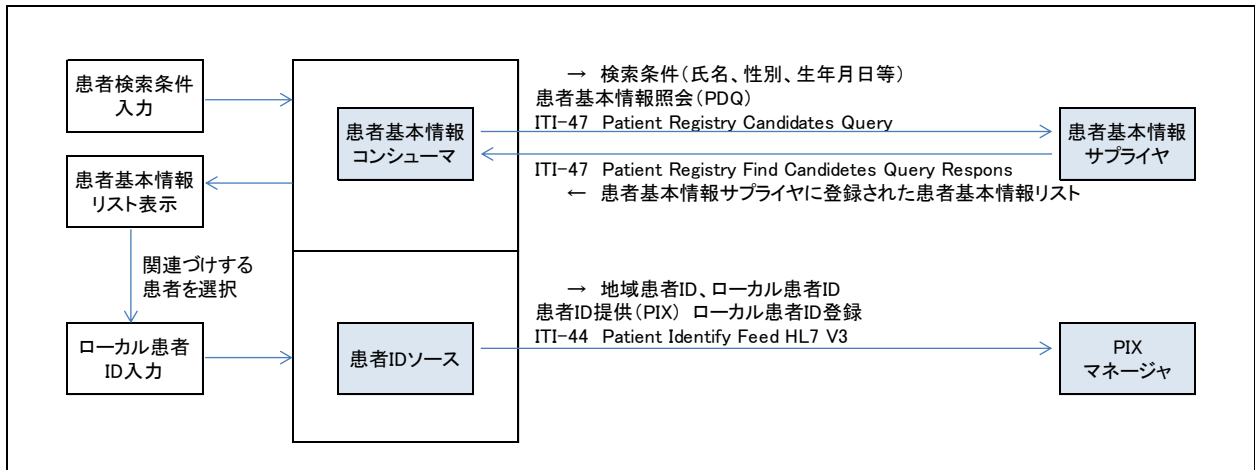 患者検索条件
入力
→ 検索条件(氏名、性別、生年月日等)
患者基本情報照会(PDQ)
ITI-47 Patient Registry Candidates Query
患者基本情報
コンシューマ
患者基本情報
サプライヤ
ITI-47 Patient Registry Find Candidetes Query Respons
← 患者基本情報サプライヤに登録された患者基本情報リスト
患者基本情報
リスト表示
関連づけする
患者を選択
→ 地域患者ID、ローカル患者ID
患者ID提供(PIX) ローカル患者ID登録
ITI-44 Patient Identify Feed HL7 V3
ローカル患者
ID入力
患者IDソース
PIX
マネージャ